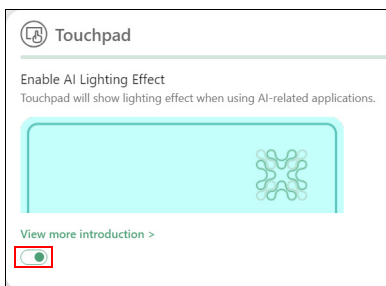 Touchpad
Enable AI Lighting Effect
Touchpad will show lighting effect when using AI-related applications.
View more introduction >